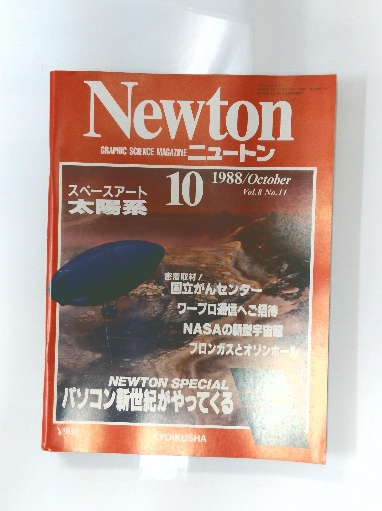 Newton
GRAPHIC SCIENCE MAGAZINE ニュートン
10 1988/October
Vol.8 No.11
スペースアート
太陽系
密着取材!
国立がんセンター
ワープロ通信へご招待
NASAの新型宇宙服
フロンガスとオゾンホール
NEWTON SPECIAL
パソコン新世紀がやってくる
KYOIKUSHA